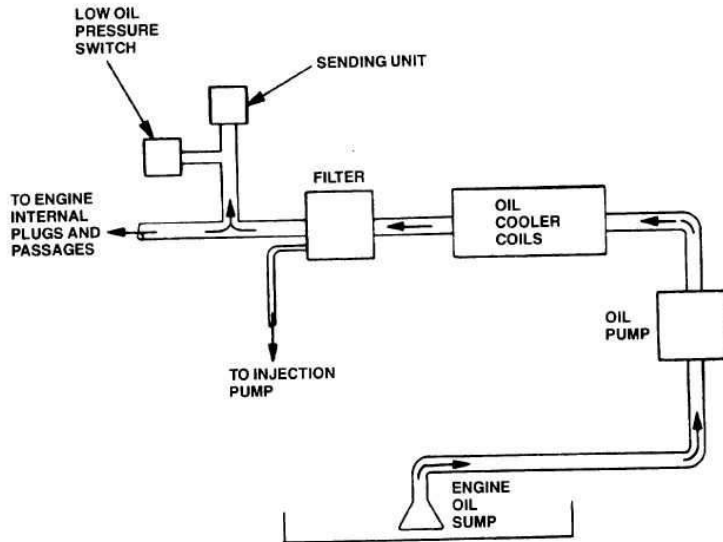 LOW OIL
PRESSURE
SWITCH
SENDING UNIT
FILTER
OIL
COOLER
COILS
TO ENGINE
INTERNAL
PLUGS AND
PASSAGES
OIL
PUMP
TO INJECTION
PUMP
ENGINE
OIL
SUMP